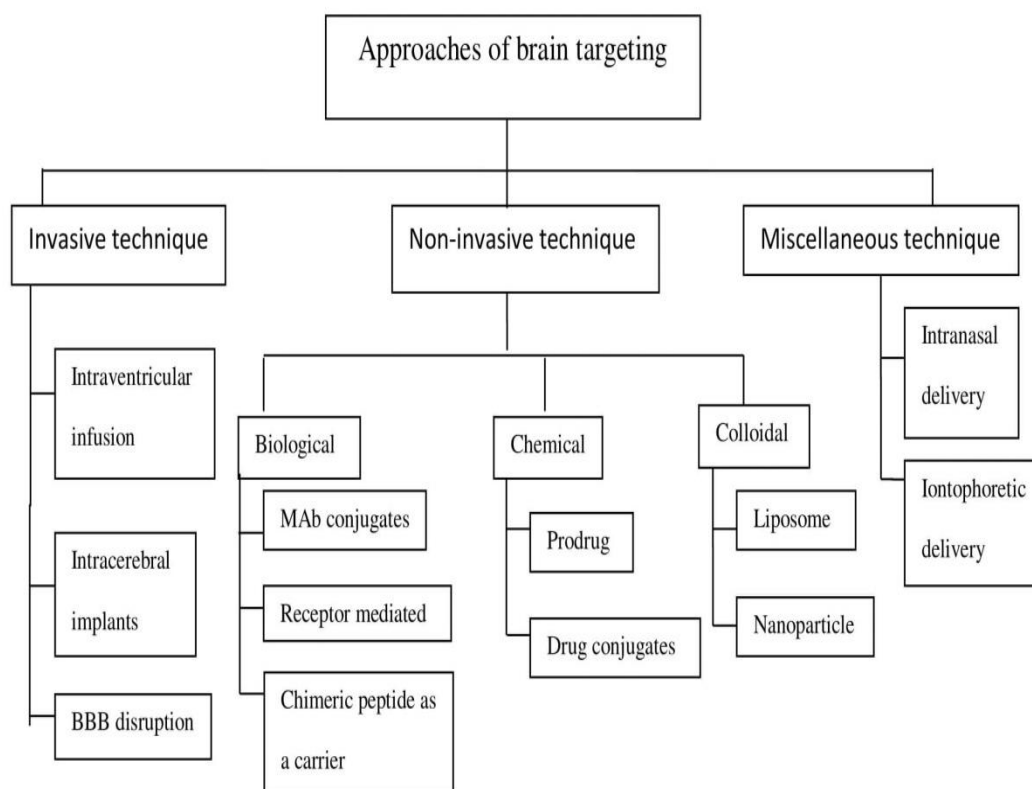 Approaches of brain targeting
Invasive technique
Non-invasive technique
Miscellaneous technique
Intraventricular
infusion
Intracerebral
implants
BBB disruption
Biological
MAb conjugates
Receptor mediated
Chimeric peptide as
a carrier
Chemical
Prodrug
Drug conjugates
Colloidal
Liposome
Nanoparticle
Intranasal
delivery
Iontophoretic
delivery